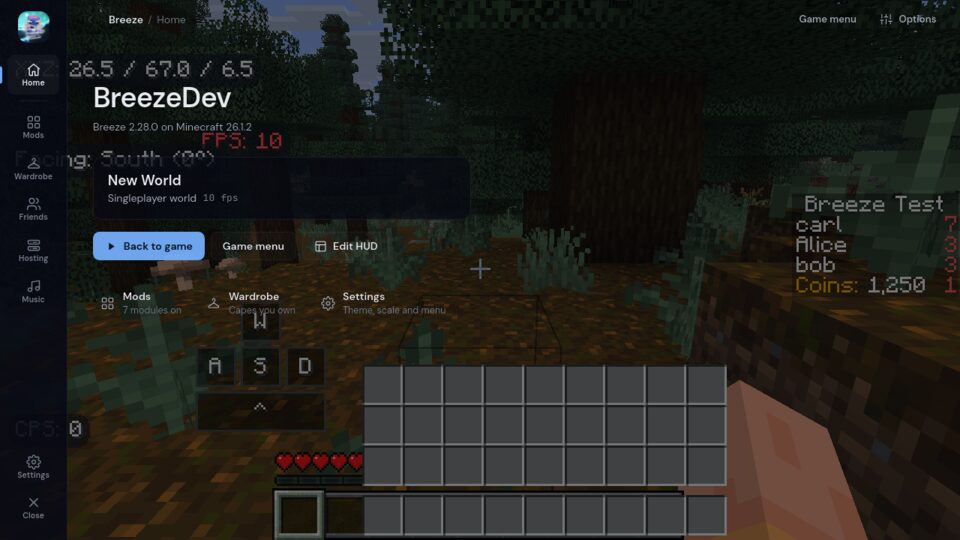 Breeze / Home
Game menu
Options
Home
26.5 / 67.0 / 6.5
BreezeDev
Breeze 2.28.0 on Minecraft 26.1.2
FPS: 10
Mods
Facing: South (0°)
Wardrobe
New World
Singleplayer world 10 fps
Friends
Breeze Test
carl 7
Alice 3
bob 3
Coins: 1,250 1
Back to game
Game menu
Edit HUD
Hosting
Music
Mods
7 modules on
Wardrobe
Capes you own
Settings
Theme, scale and menu
W
A S D
^
CPS: 0
Settings
Close